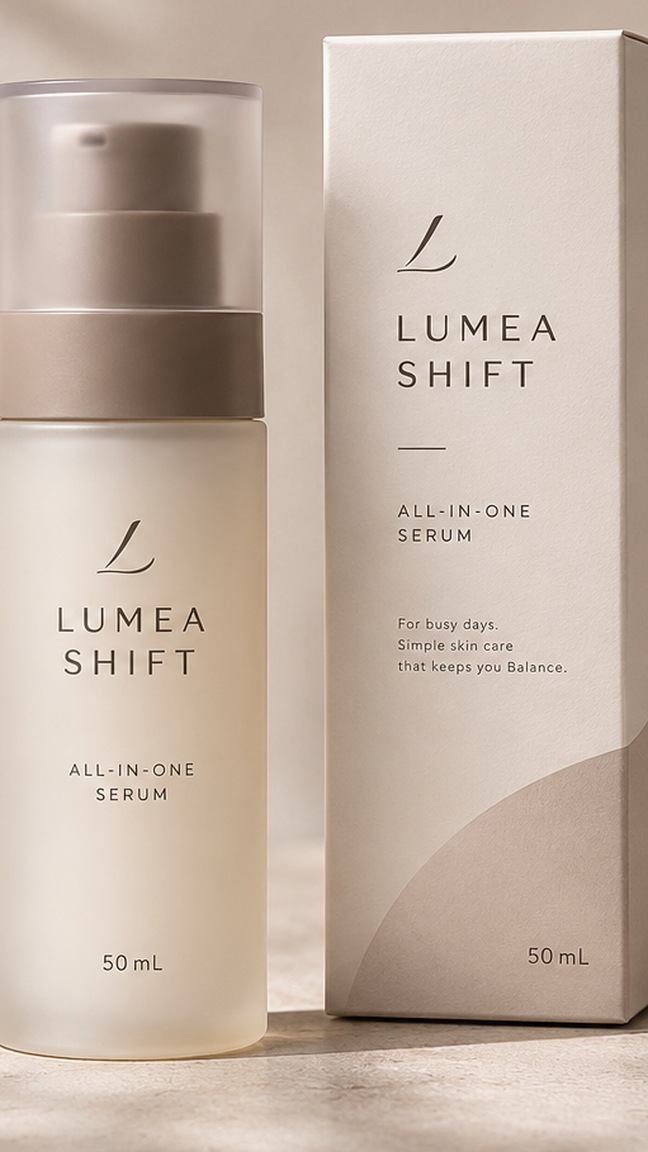 L
LUMEA
SHIFT
ALL-IN-ONE
SERUM
50 mL
L
LUMEA
SHIFT
ALL-IN-ONE
SERUM
For busy days.
Simple skin care
that keeps you Balance.
50 mL